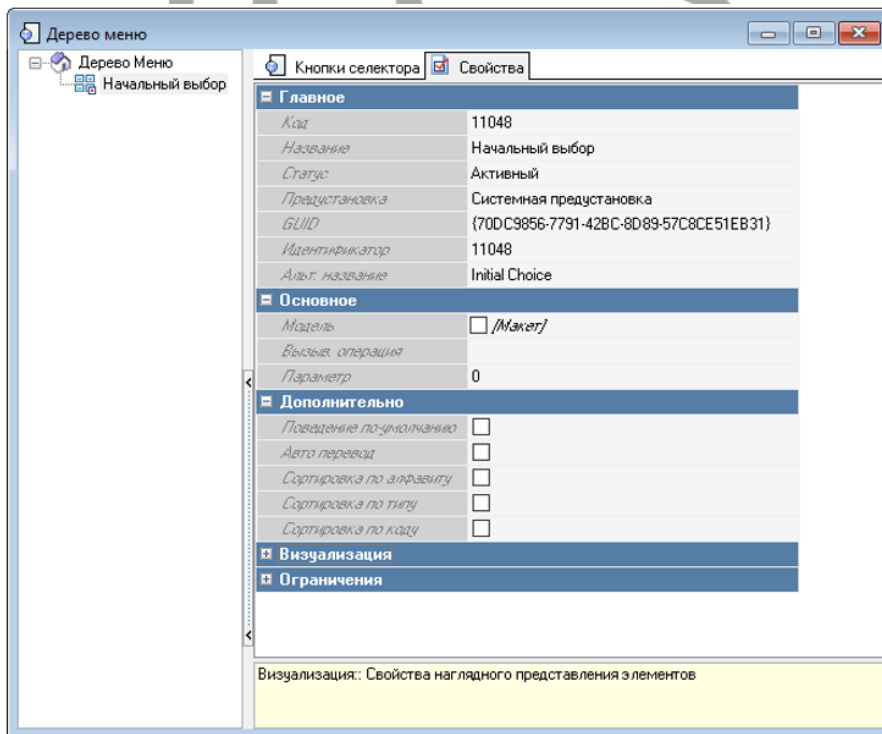 Дерево меню
Дерево Меню
Начальный выбор
Кнопки селектора Свойства
Главное
Код 11048
Название Начальный выбор
Статус Активный
Предустановка Системная предустановка
GUID {70DC9856-7791-42BC-8D89-57C8CE51EB31}
Идентификатор 11048
Альт. название Initial Choice
Основное
Модель [Макет]
Вызыв. операция
Параметр 0
Дополнительно
Поведение по-умолчанию
Авто перевод
Сортировка по алфавиту
Сортировка по типу
Сортировка по коду
Визуализация
Ограничения
Визуализация:: Свойства наглядного представления элементов